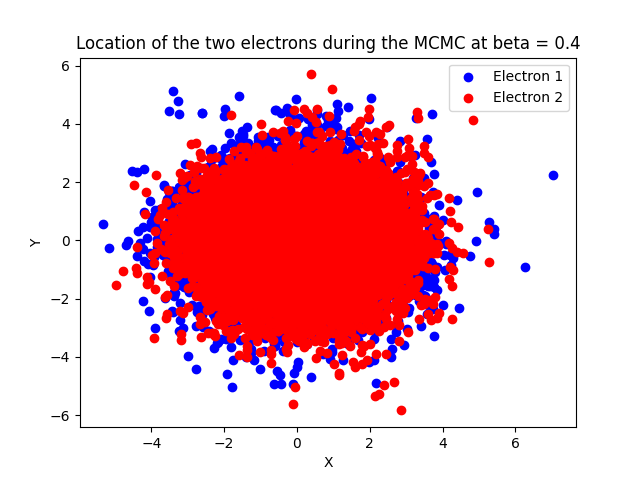 Location of the two electrons during the MCMC at beta = 0.4
Electron 1
Electron 2
6
4
2
0
−2
−4
−6
Y
−4
−2
0
2
4
6
X